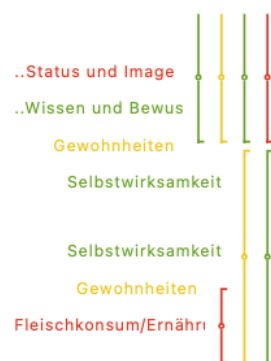 ..Status und Image
..Wissen und Bewus
Gewohnheiten
Selbstwirksamkeit
Selbstwirksamkeit
Gewohnheiten
Fleischkonsum/Ernähru